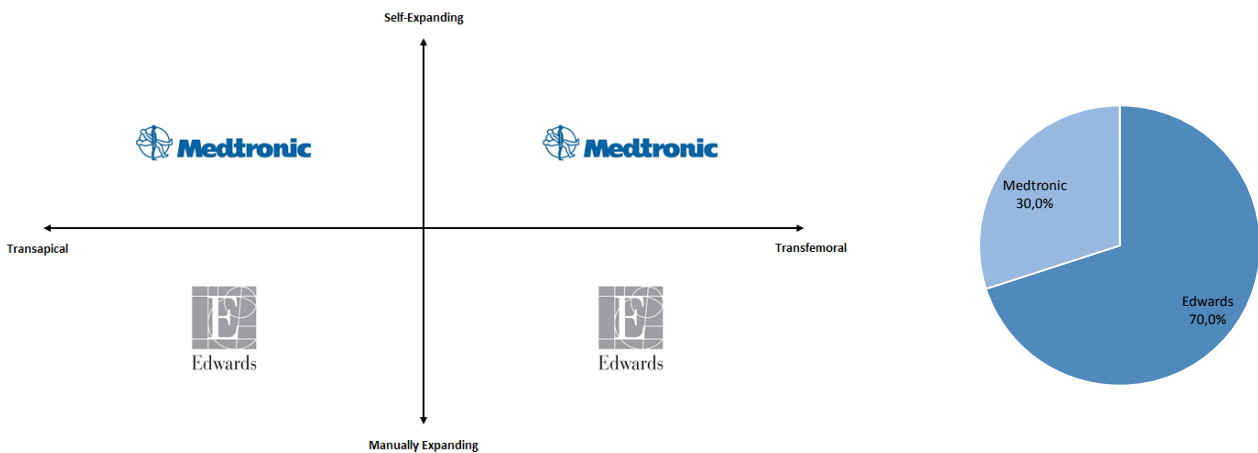 Self-Expanding
Medtronic
Medtronic
Transapical
Transfemoral
E
Edwards
E
Edwards
Manually Expanding
Medtronic
30,0%
Edwards
70,0%